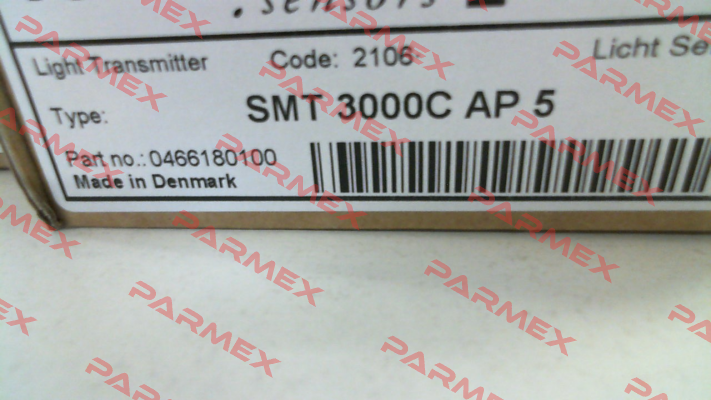 .sensors
Light Transmitter Code: 2106 Licht Se
Type: SMT 3000C AP 5
Part no.: 0466180100
Made in Denmark
PARMEX